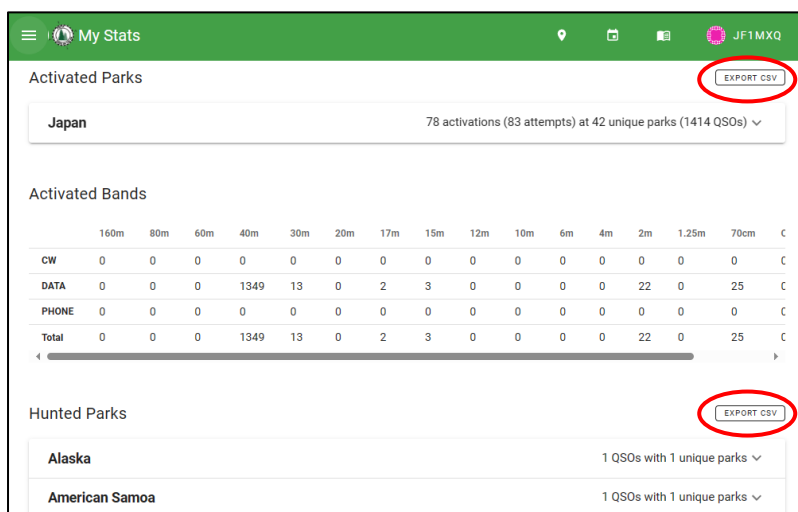 My Stats JF1MXQ
Activated Parks EXPORT CSV
Japan 78 activations (83 attempts) at 42 unique parks (1414 QSOs)
Activated Bands
160m 80m 60m 40m 30m 20m 17m 15m 12m 10m 6m 4m 2m 1.25m 70cm
CW 0 0 0 0 0 0 0 0 0 0 0 0 0 0 0
DATA 0 0 0 1349 13 0 2 3 0 0 0 0 22 0 25
PHONE 0 0 0 0 0 0 0 0 0 0 0 0 0 0 0
Total 0 0 0 1349 13 0 2 3 0 0 0 0 22 0 25
Hunted Parks EXPORT CSV
Alaska 1 QSOs with 1 unique parks
American Samoa 1 QSOs with 1 unique parks